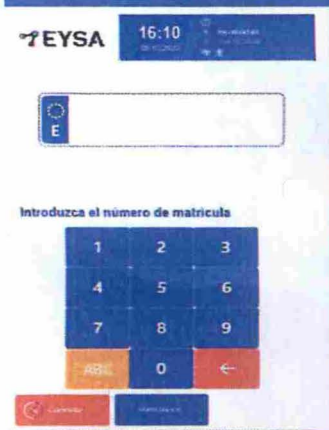 EYSA
16:10
E
Introduzca el número de matrícula
1 2 3
4 5 6
7 8 9
ABC 0 ←